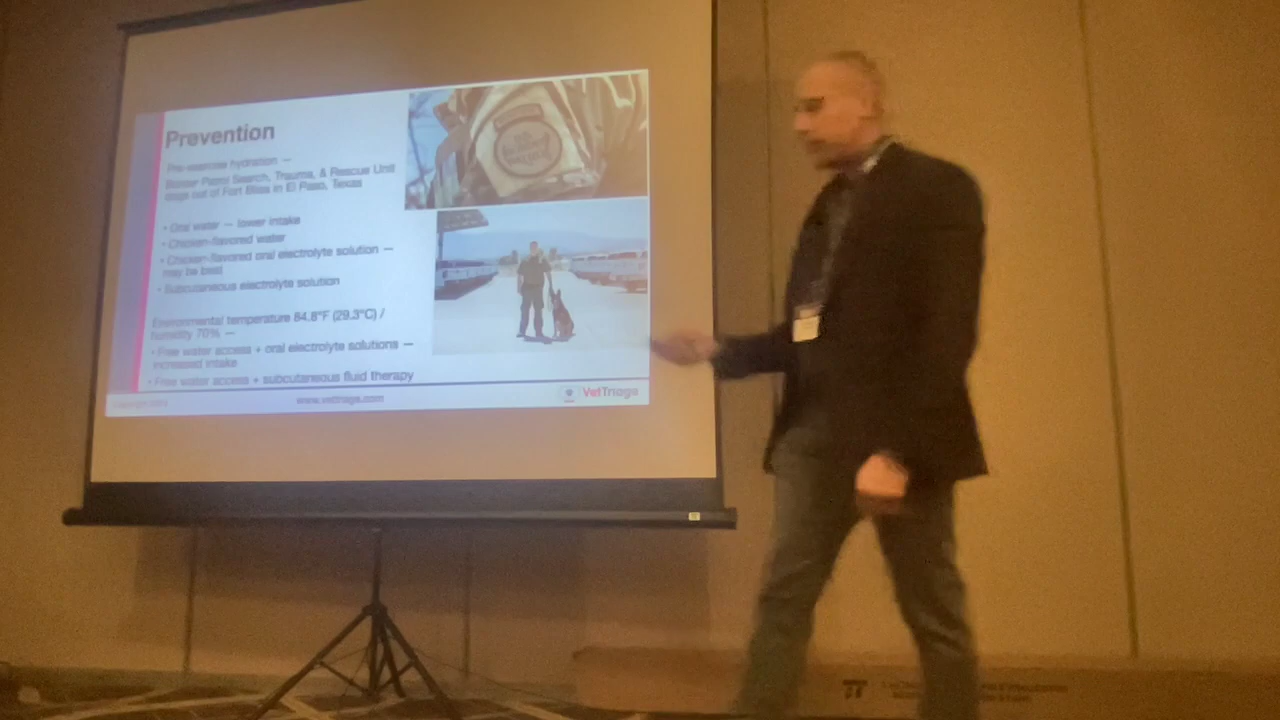 Prevention
Pre-exercise hydration —
Border Patrol Search, Trauma, & Rescue Unit
dogs out of Fort Bliss in El Paso, Texas
• Oral water — lower intake
• Chicken-flavored water
• Chicken-flavored oral electrolyte solution —
may be best
• Subcutaneous electrolyte solution
Environmental temperature 84.8°F (29.3°C) /
humidity 70% —
• Free water access + oral electrolyte solutions —
increased intake
• Free water access + subcutaneous fluid therapy
www.vettriage.com
VetTriage